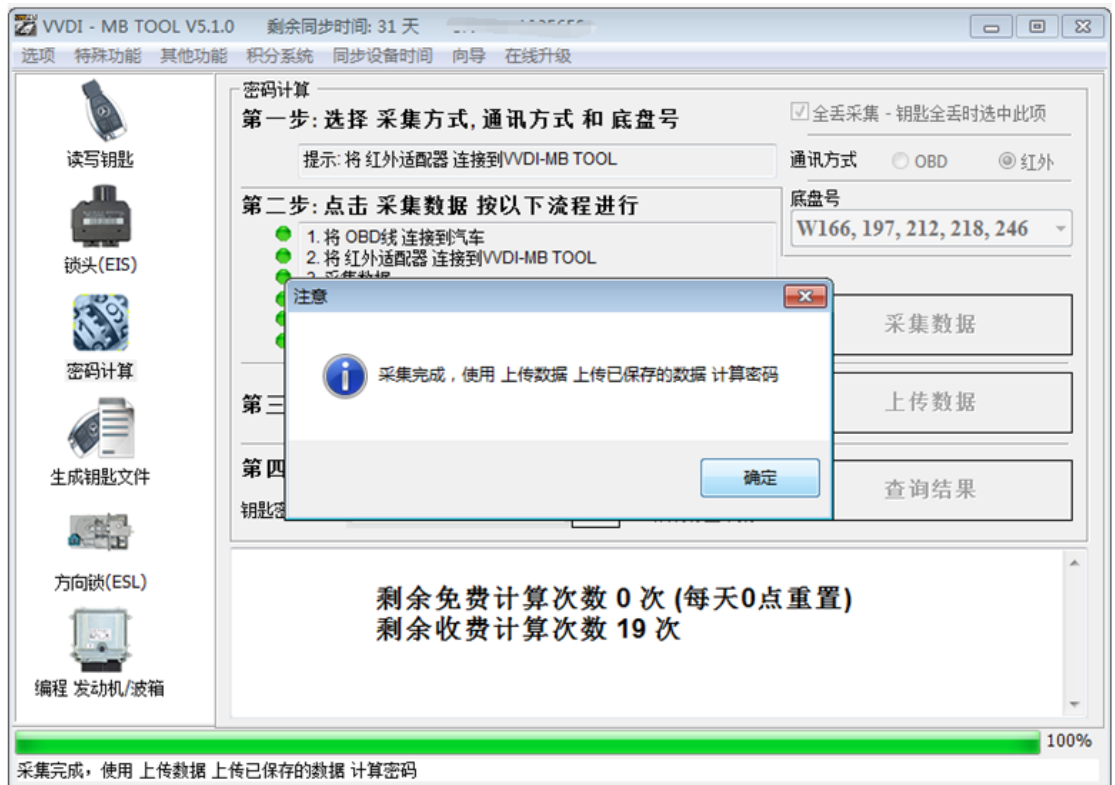 VVDI - MB TOOL V5.1.0 剩余同步时间: 31 天
选项 特殊功能 其他功能 积分系统 同步设备时间 向导 在线升级
读写钥匙
锁头(EIS)
密码计算
生成钥匙文件
方向锁(ESL)
编程 发动机/波箱
密码计算
第一步: 选择 采集方式, 通讯方式 和 底盘号
全丢采集 - 钥匙全丢时选中此项
提示: 将 红外适配器 连接到VVDI-MB TOOL
通讯方式 OBD 红外
第二步: 点击 采集数据 按以下流程进行
底盘号
W166, 197, 212, 218, 246
1. 将 OBD线 连接到汽车
2. 将 红外适配器 连接到VVDI-MB TOOL
3. 采集数据
采集数据
注意
采集完成，使用 上传数据 上传已保存的数据 计算密码
确定
第三
上传数据
第四
查询结果
钥匙密
剩余免费计算次数 0 次 (每天0点重置)
剩余收费计算次数 19 次
100%
采集完成，使用 上传数据 上传已保存的数据 计算密码